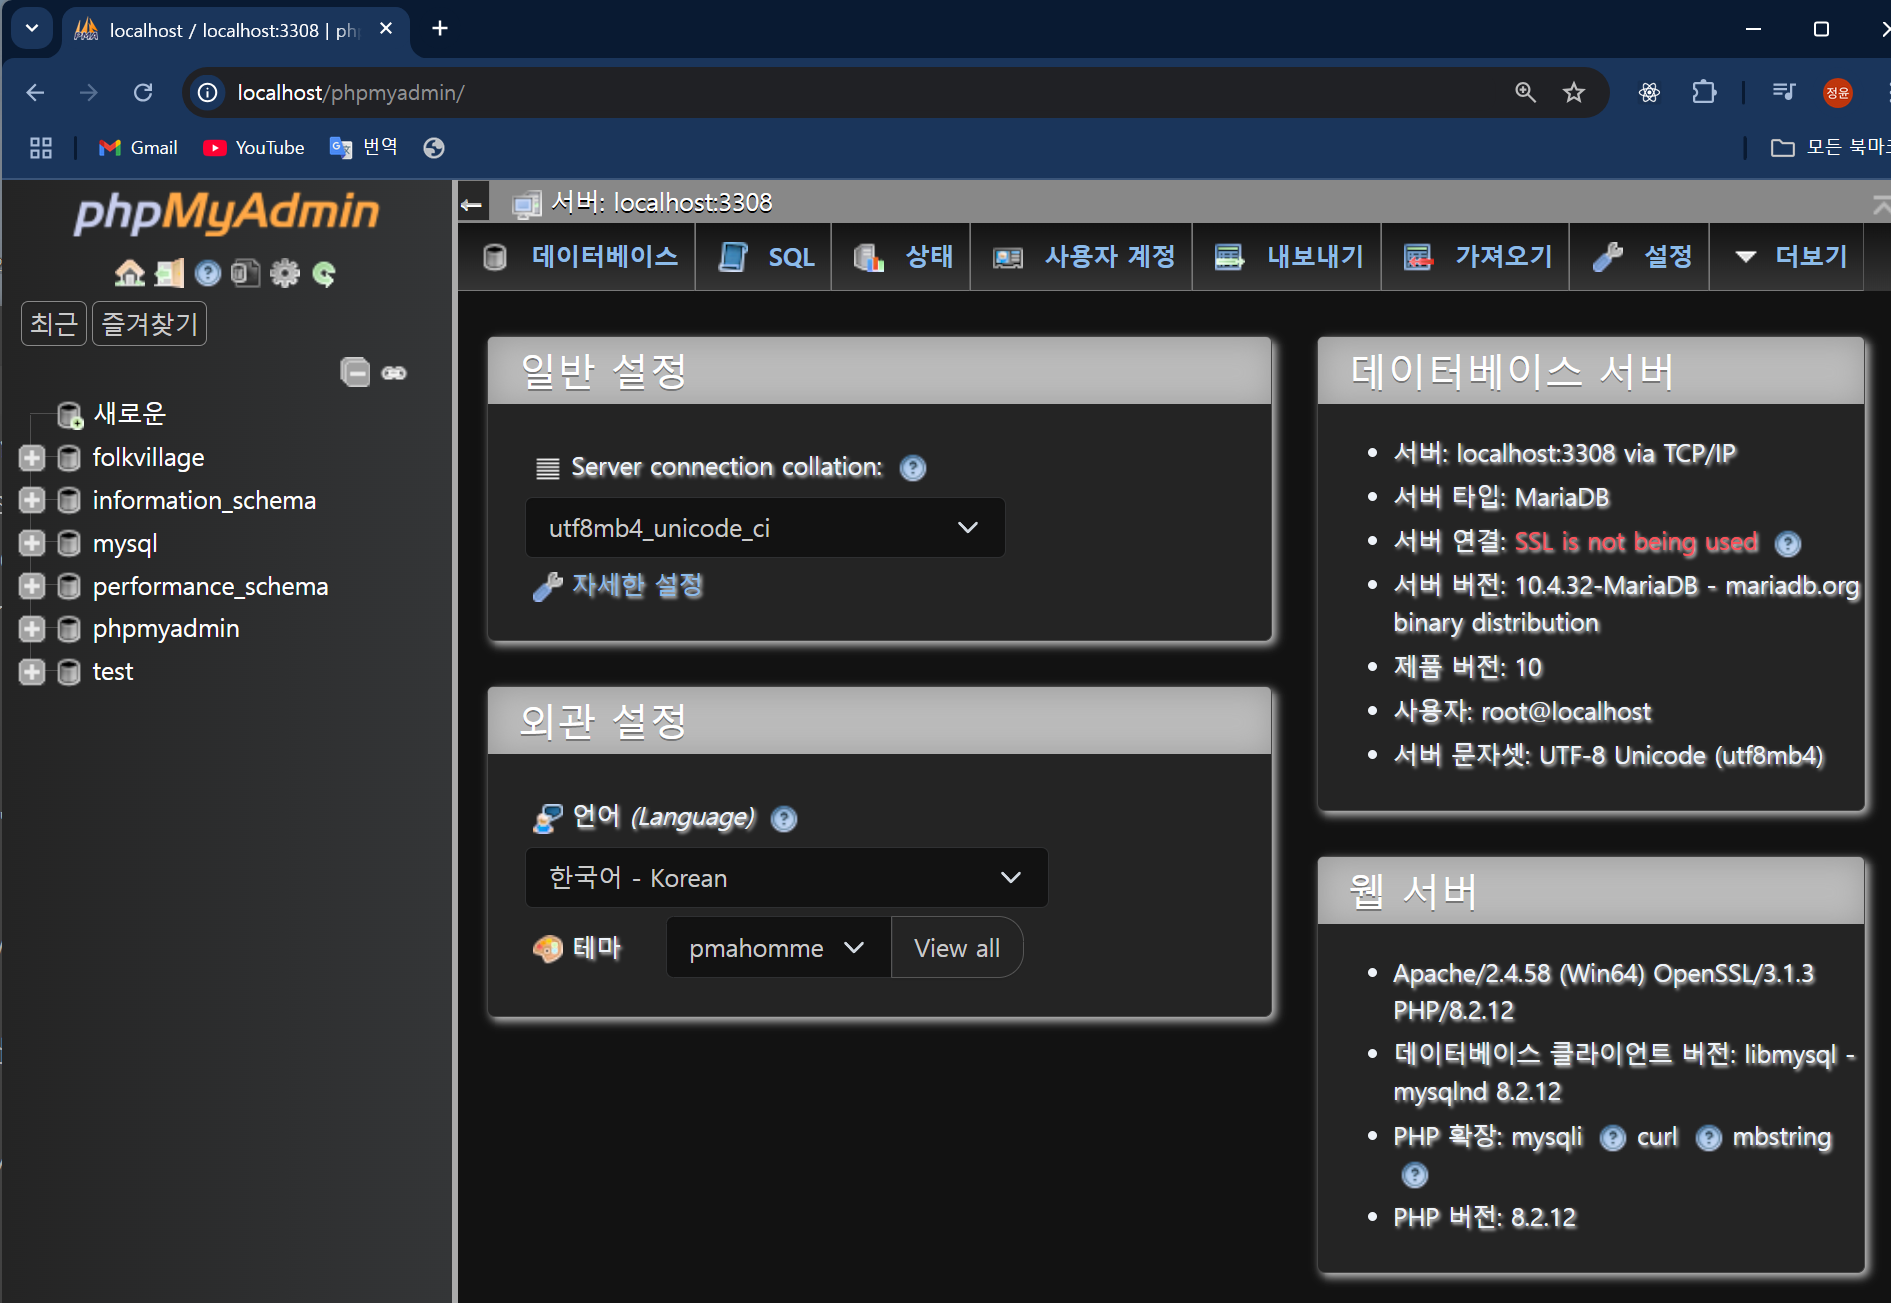 localhost / localhost:3308 | ph
localhost/phpmyadmin/
정윤
Gmail
YouTube
번역
모든 북마크
phpMyAdmin
최근
즐겨찾기
새로운
folkvillage
information_schema
mysql
performance_schema
phpmyadmin
test
서버: localhost:3308
데이터베이스
SQL
상태
사용자 계정
내보내기
가져오기
설정
더보기
일반 설정
Server connection collation:
utf8mb4_unicode_ci
자세한 설정
외관 설정
언어 (Language)
한국어 - Korean
테마
pmahomme
View all
데이터베이스 서버
서버: localhost:3308 via TCP/IP
서버 타입: MariaDB
서버 연결: SSL is not being used
서버 버전: 10.4.32-MariaDB - mariadb.org
binary distribution
제품 버전: 10
사용자: root@localhost
서버 문자셋: UTF-8 Unicode (utf8mb4)
웹 서버
Apache/2.4.58 (Win64) OpenSSL/3.1.3
PHP/8.2.12
데이터베이스 클라이언트 버전: libmysql -
mysqlnd 8.2.12
PHP 확장: mysqli curl mbstring
PHP 버전: 8.2.12